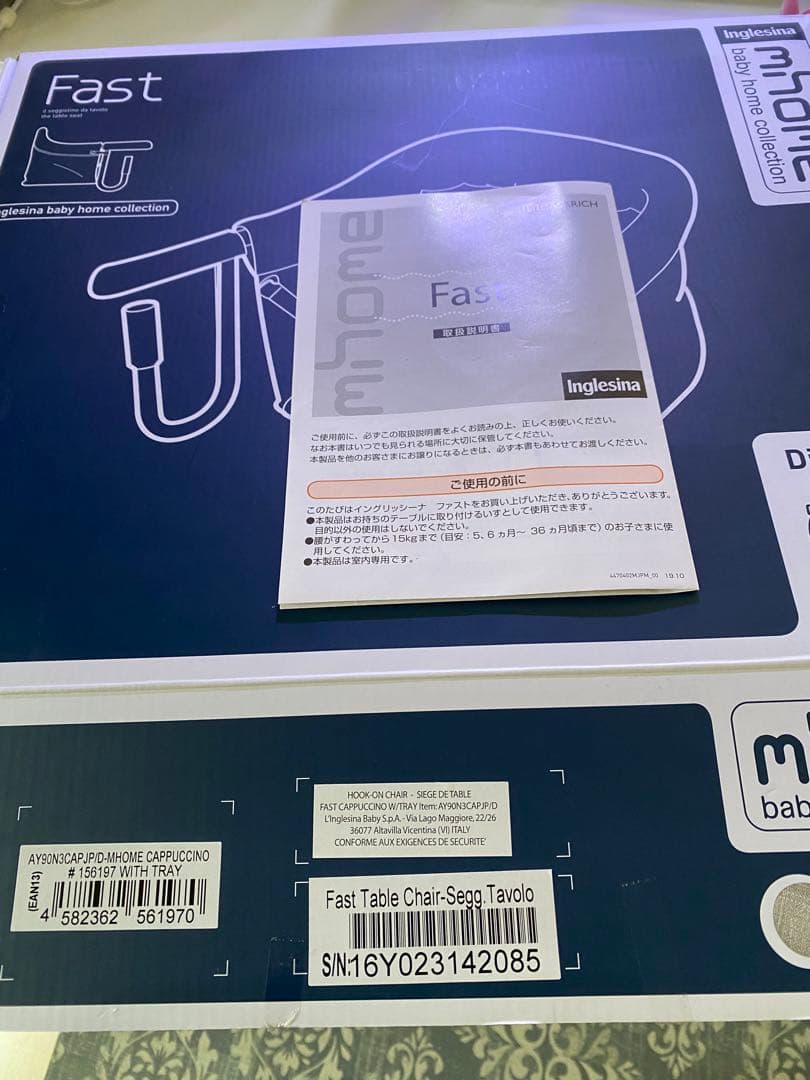 Fast
il seggiolino da tavolo
the table seat
nglesina baby home collection
Inglesina
mhome
baby home collection
RICH
mhome
Fast
取扱説明書
Inglesina
ご使用前に、必ずこの取扱説明書をよくお読みの上、正しくお使いください。
なお本書はいつでも見られる場所に大切に保管してください。
本製品を他のお客さまにお譲りになるときは、必ず本書もあわせてお渡しください。
ご使用の前に
このたびはイングリッシーナ ファストをお買い上げいただき、ありがとうございます。
●本製品はお持ちのテーブルに取り付けるいすとして使用できます。
目的以外の使用はしないでください。
●腰がすわってから15kgまで（目安：5、6ヵ月～36ヵ月頃まで）のお子さまに使
用してください。
●本製品は室内専用です。
4470402MJPM_00 19.10
Di
m
bab
HOOK-ON CHAIR - SIEGE DE TABLE
FAST CAPPUCCINO W/TRAY Item: AY90N3CAPJP/D
L'Inglesina Baby S.p.A. - Via Lago Maggiore, 22/26
36077 Altavilla Vicentina (VI) ITALY
CONFORME AUX EXIGENCES DE SECURITE'
AY90N3CAPJP/D-MHOME CAPPUCCINO
# 156197 WITH TRAY
(EAN13)
4 582362 561970
Fast Table Chair-Segg.Tavolo
S/N:16Y023142085